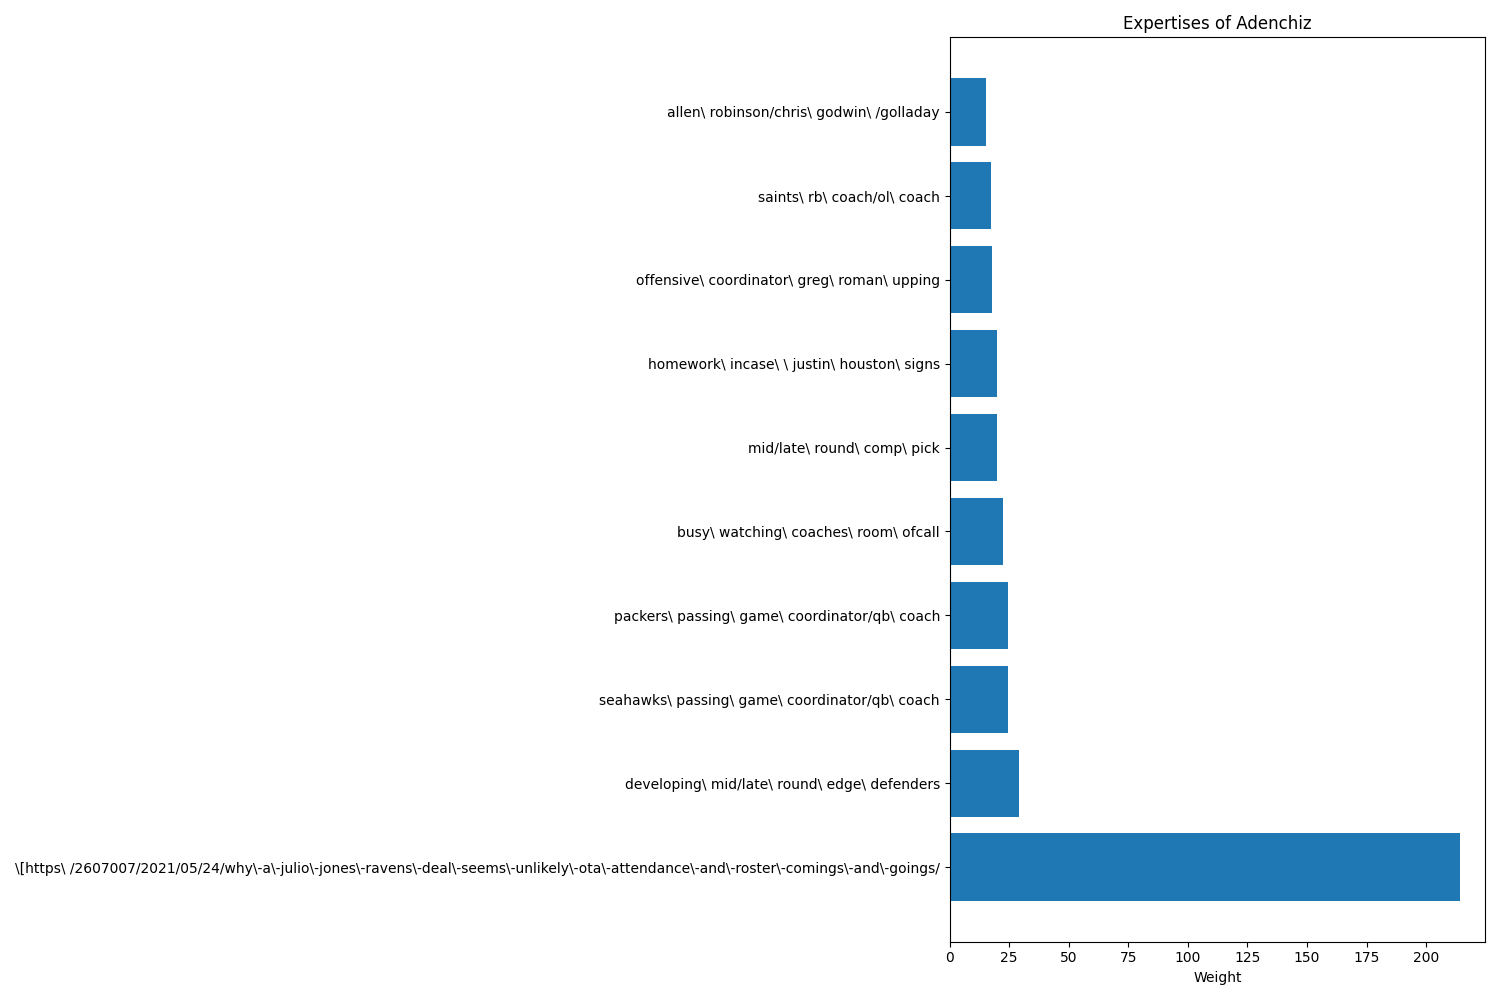 Expertises of Adenchiz
allen\ robinson/chris\ godwin\ /golladay
saints\ rb\ coach/ol\ coach
offensive\ coordinator\ greg\ roman\ upping
homework\ incase\ \ justin\ houston\ signs
mid/late\ round\ comp\ pick
busy\ watching\ coaches\ room\ ofcall
packers\ passing\ game\ coordinator/qb\ coach
seahawks\ passing\ game\ coordinator/qb\ coach
developing\ mid/late\ round\ edge\ defenders
\[https\ /2607007/2021/05/24/why\-a\-julio\-jones\-ravens\-deal\-seems\-unlikely\-ota\-attendance\-and\-roster\-comings\-and\-goings/
0 25 50 75 100 125 150 175 200
Weight